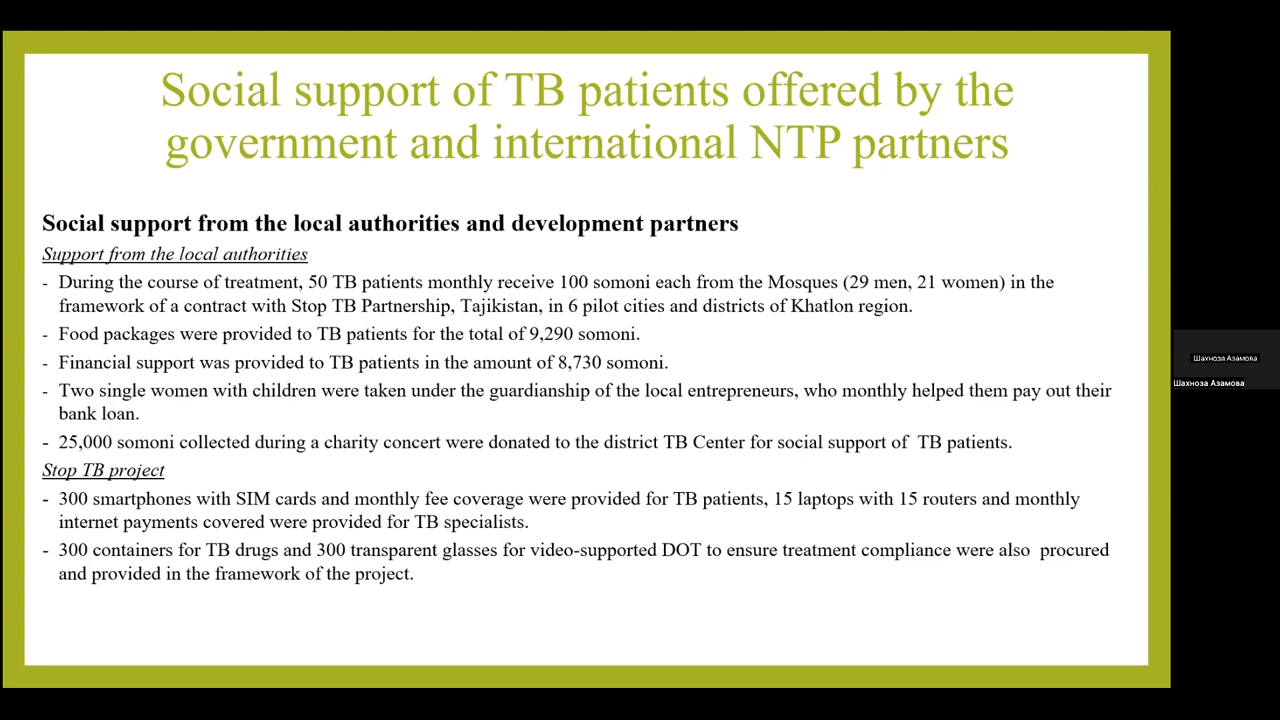 Social support of TB patients offered by the
government and international NTP partners
Social support from the local authorities and development partners
Support from the local authorities
- During the course of treatment, 50 TB patients monthly receive 100 somoni each from the Mosques (29 men, 21 women) in the
framework of a contract with Stop TB Partnership, Tajikistan, in 6 pilot cities and districts of Khatlon region.
- Food packages were provided to TB patients for the total of 9,290 somoni.
- Financial support was provided to TB patients in the amount of 8,730 somoni.
- Two single women with children were taken under the guardianship of the local entrepreneurs, who monthly helped them pay out their
bank loan.
- 25,000 somoni collected during a charity concert were donated to the district TB Center for social support of TB patients.
Stop TB project
- 300 smartphones with SIM cards and monthly fee coverage were provided for TB patients, 15 laptops with 15 routers and monthly
internet payments covered were provided for TB specialists.
- 300 containers for TB drugs and 300 transparent glasses for video-supported DOT to ensure treatment compliance were also procured
and provided in the framework of the project.
Шахноза Азамова
Шахноза Азамова